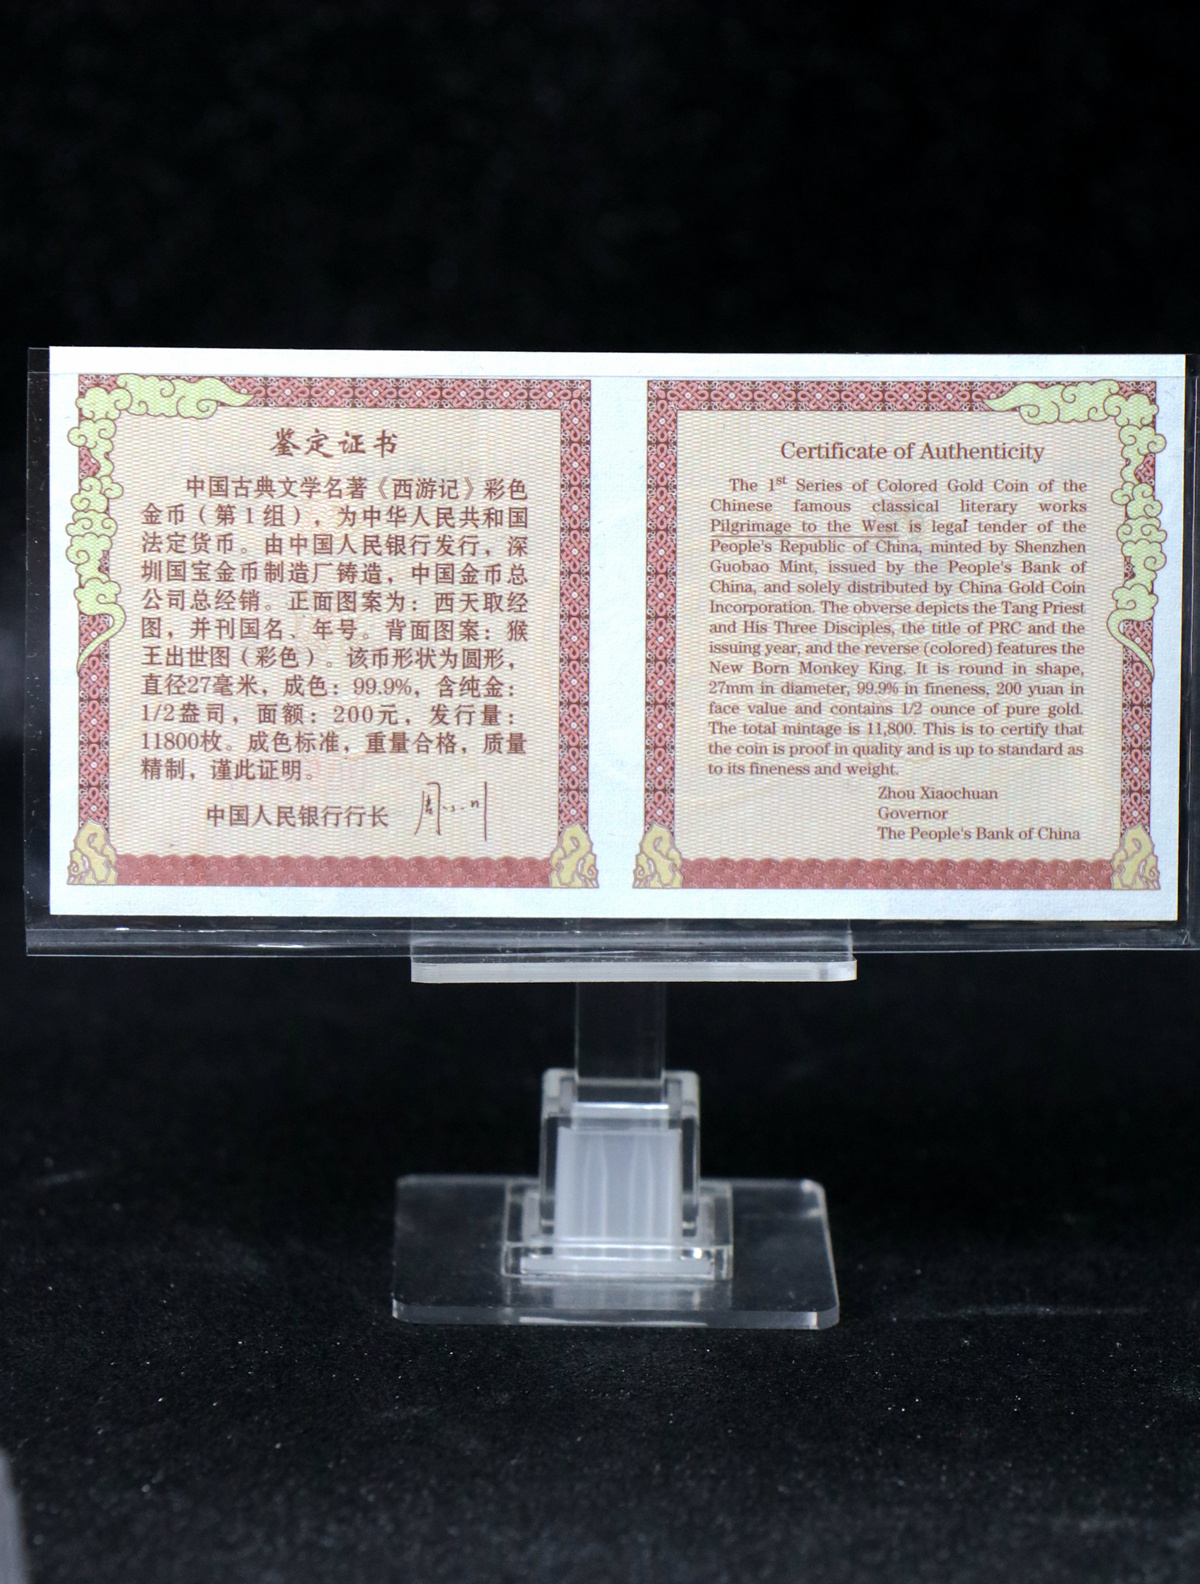 鉴定证书
中国古典文学名著《西游记》彩色
金币（第1组），为中华人民共和国
法定货币。由中国人民银行发行，深
圳国宝金币制造厂铸造，中国金币总
公司总经销。正面图案为：西天取经
图，并刊国名、年号。背面图案：猴
王出世图（彩色）。该币形状为圆形，
直径27毫米，成色：99.9%，含纯金：
1/2盎司，面额：200元，发行量：
11800枚。成色标准，重量合格，质量
精制，谨此证明。
中国人民银行行长 周小川
Certificate of Authenticity
The 1st Series of Colored Gold Coin of the
Chinese famous classical literary works
Pilgrimage to the West is legal tender of the
People's Republic of China, minted by Shenzhen
Guobao Mint, issued by the People's Bank of
China, and solely distributed by China Gold Coin
Incorporation. The obverse depicts the Tang Priest
and His Three Disciples, the title of PRC and the
issuing year, and the reverse (colored) features the
New Born Monkey King. It is round in shape,
27mm in diameter, 99.9% in fineness, 200 yuan in
face value and contains 1/2 ounce of pure gold.
The total mintage is 11,800. This is to certify that
the coin is proof in quality and is up to standard as
to its fineness and weight.
Zhou Xiaochuan
Governor
The People's Bank of China